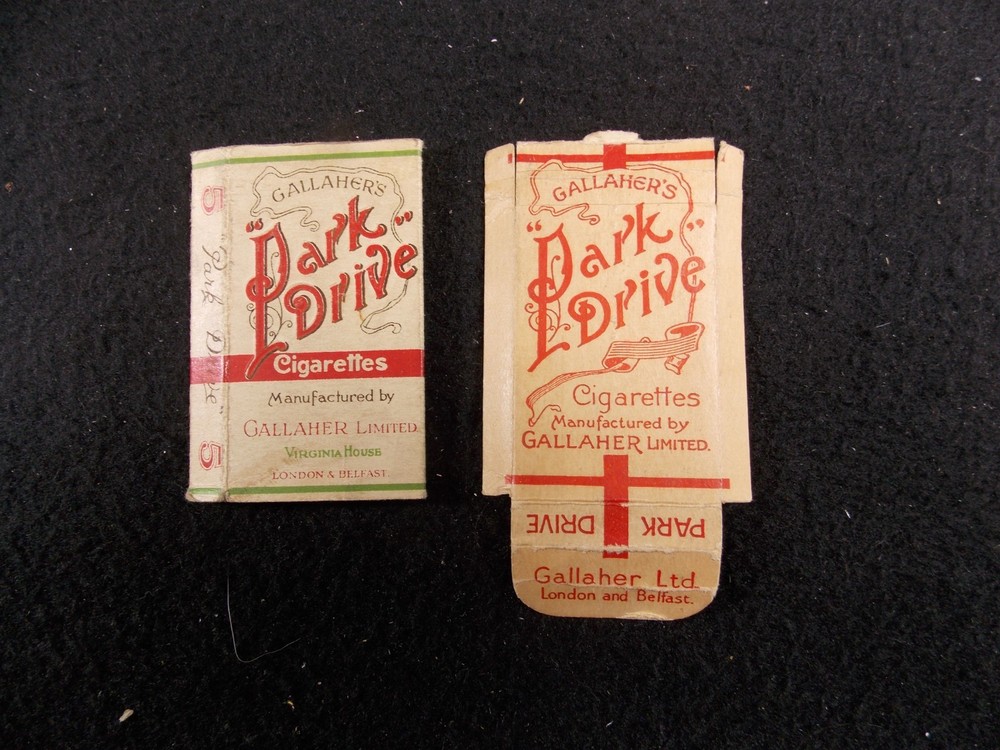 5 "Park Drive" 5
GALLAHER'S
"Park
Drive"
Cigarettes
Manufactured by
GALLAHER LIMITED
VIRGINIA HOUSE
LONDON & BELFAST
GALLAHER'S
"Park
Drive"
Cigarettes
Manufactured by
GALLAHER LIMITED.
PARK DRIVE
Gallaher Ltd
London and Belfast.